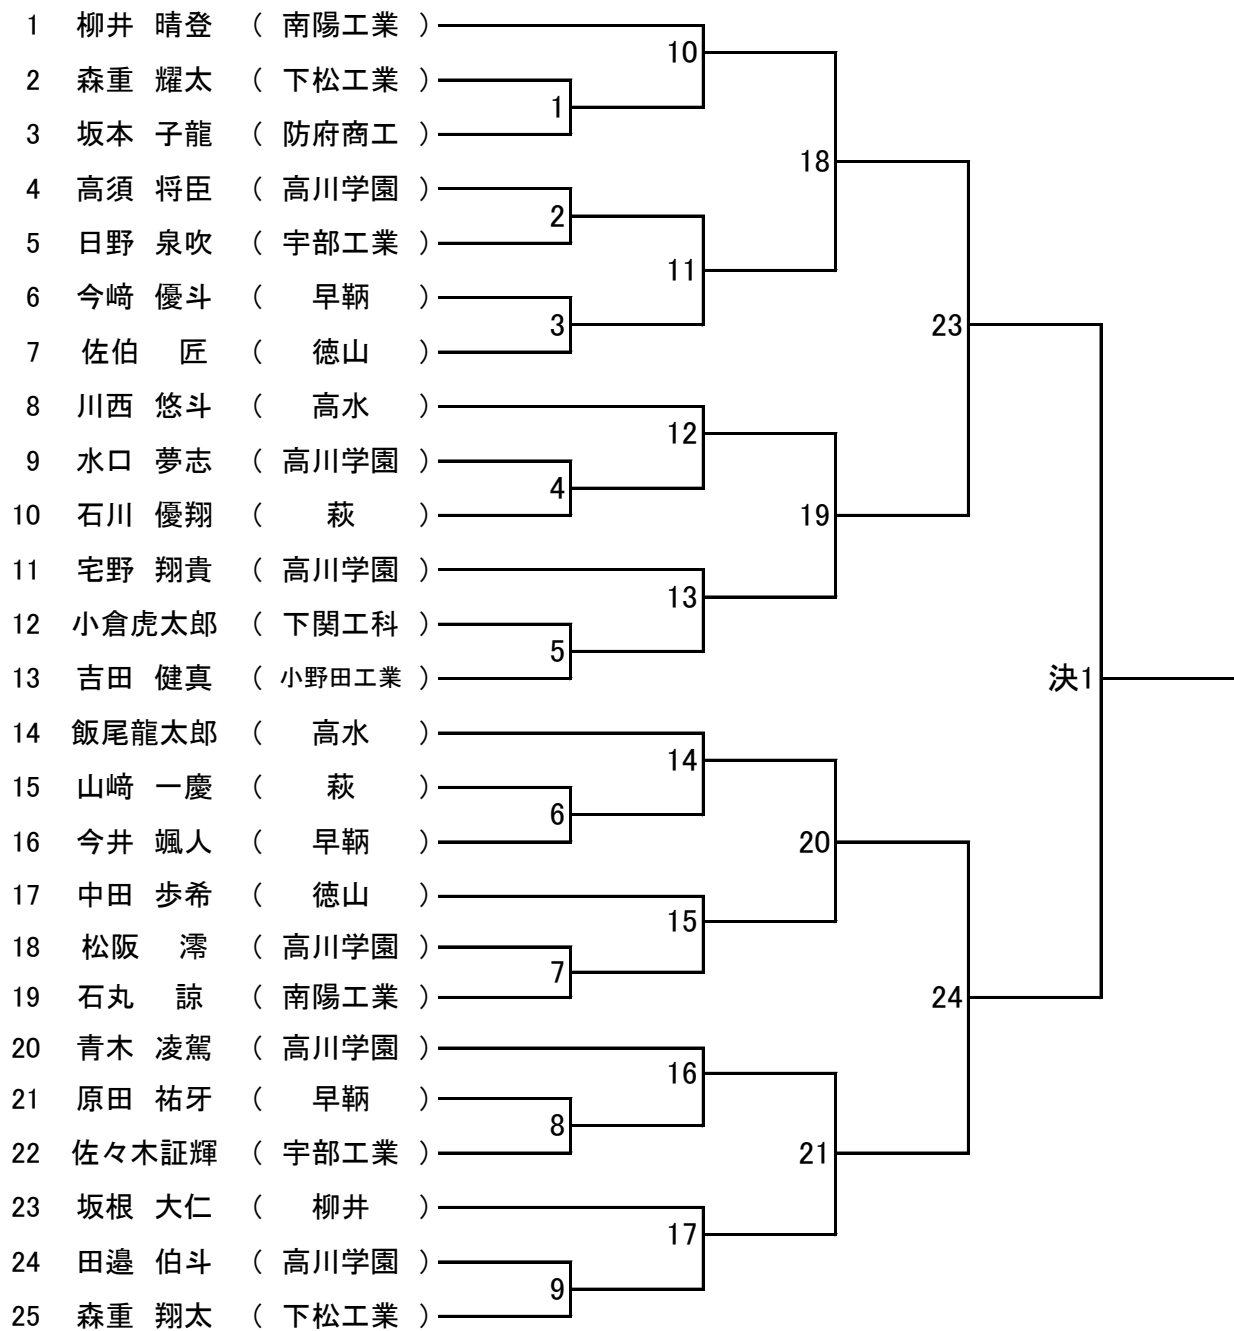 1 柳井 晴登 ( 南陽工業 )
10
2 森重 耀太 ( 下松工業 )
1
3 坂本 子龍 ( 防府商工 )
18
4 高須 将臣 ( 高川学園 )
2
5 日野 泉吹 ( 宇部工業 )
11
6 今﨑 優斗 ( 早鞆 )
3
23
7 佐伯 匠 ( 徳山 )
8 川西 悠斗 ( 高水 )
12
9 水口 夢志 ( 高川学園 )
4
10 石川 優翔 ( 萩 )
19
11 宅野 翔貴 ( 高川学園 )
13
12 小倉虎太郎 ( 下関工科 )
5
13 吉田 健真 ( 小野田工業 )
決1
14 飯尾龍太郎 ( 高水 )
14
15 山﨑 一慶 ( 萩 )
6
16 今井 颯人 ( 早鞆 )
20
17 中田 歩希 ( 徳山 )
15
18 松阪 澪 ( 高川学園 )
7
19 石丸 諒 ( 南陽工業 )
24
20 青木 凌駕 ( 高川学園 )
16
21 原田 祐牙 ( 早鞆 )
8
22 佐々木証輝 ( 宇部工業 )
21
23 坂根 大仁 ( 柳井 )
17
24 田邉 伯斗 ( 高川学園 )
9
25 森重 翔太 ( 下松工業 )